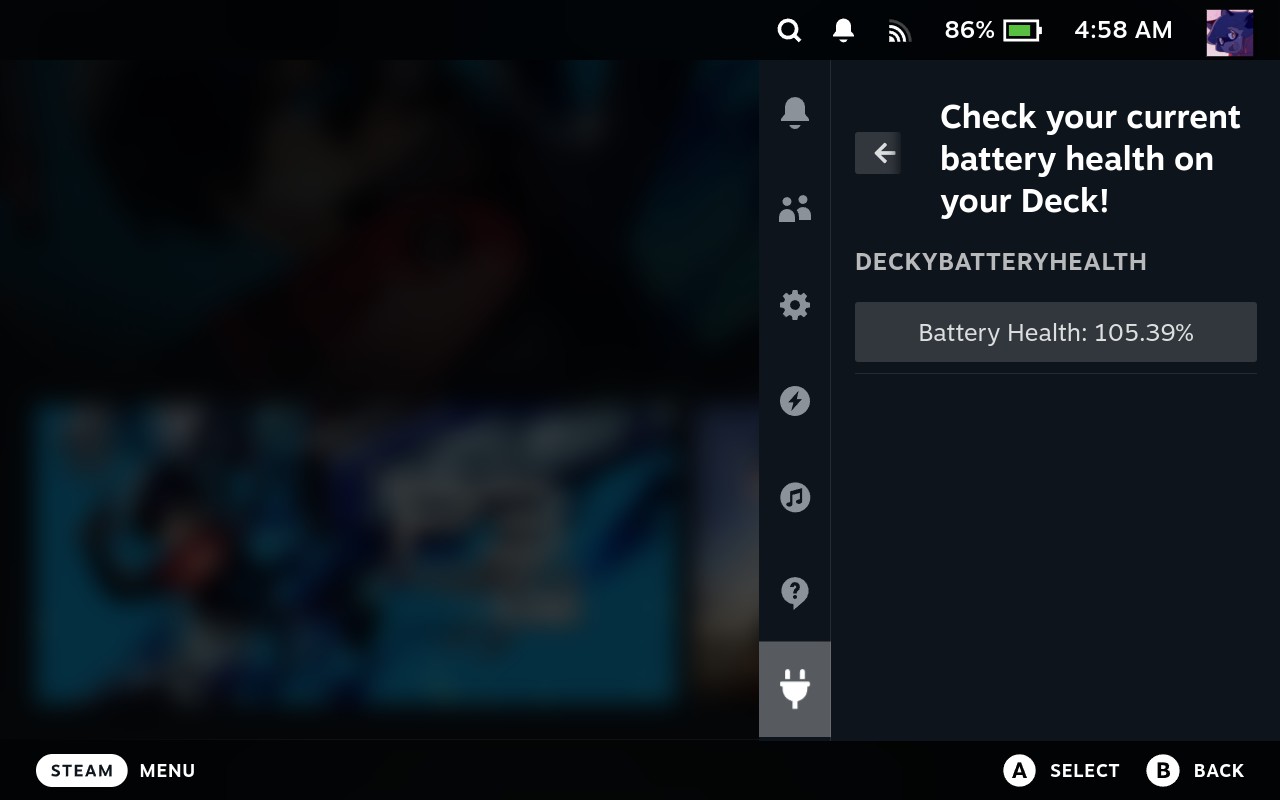 86%
4:58 AM
Check your current
battery health on
your Deck!
DECKYBATTERYHEALTH
Battery Health: 105.39%
STEAM MENU
A SELECT B BACK